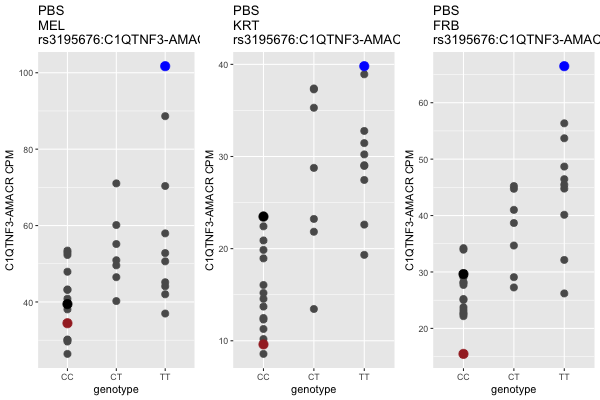 PBS
MEL
rs3195676:C1QTNF3-AMAC
C1QTNF3-AMACR CPM
100
80
60
40
CC
CT
TT
genotype
PBS
KRT
rs3195676:C1QTNF3-AMAC
C1QTNF3-AMACR CPM
40
30
20
10
CC
CT
TT
genotype
PBS
FRB
rs3195676:C1QTNF3-AMAC
C1QTNF3-AMACR CPM
60
50
40
30
20
CC
CT
TT
genotype